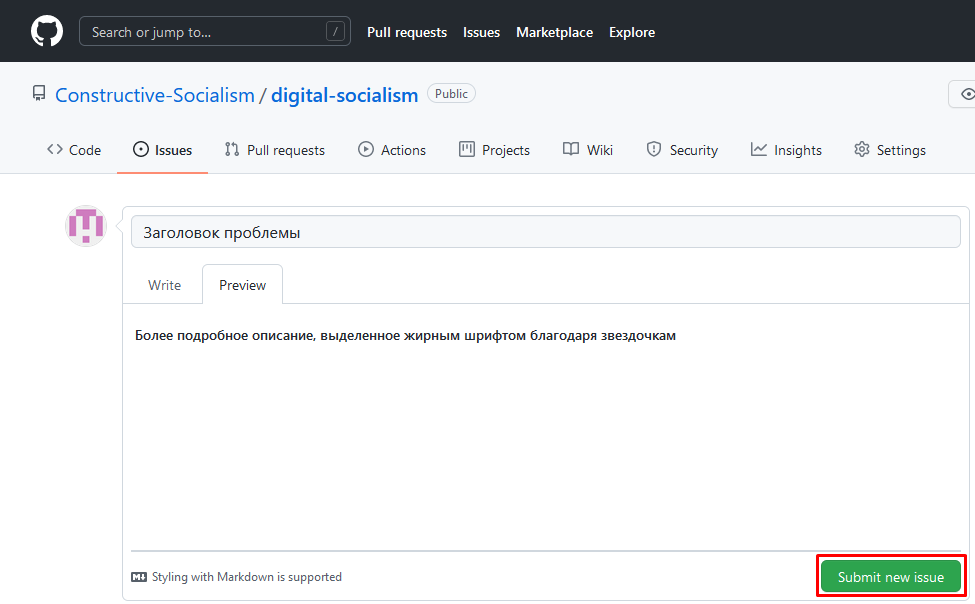 Search or jump to... /
Pull requests Issues Marketplace Explore
Constructive-Socialism / digital-socialism Public
Code Issues Pull requests Actions Projects Wiki Security Insights Settings
Заголовок проблемы
Write Preview
Более подробное описание, выделенное жирным шрифтом благодаря звездочкам
Styling with Markdown is supported
Submit new issue